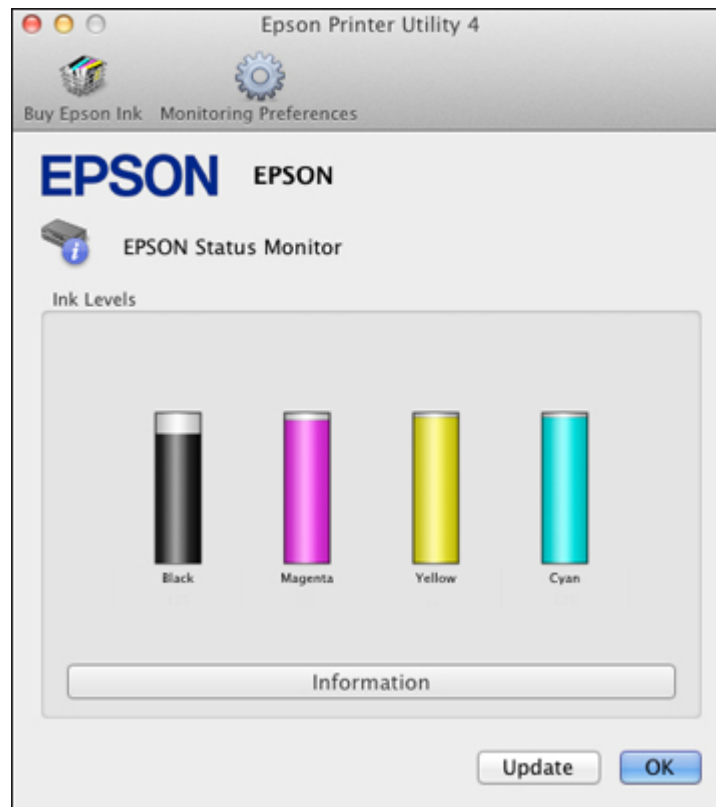 Epson Printer Utility 4
Buy Epson Ink Monitoring Preferences
EPSON EPSON
EPSON Status Monitor
Ink Levels
Black Magenta Yellow Cyan
Information
Update OK